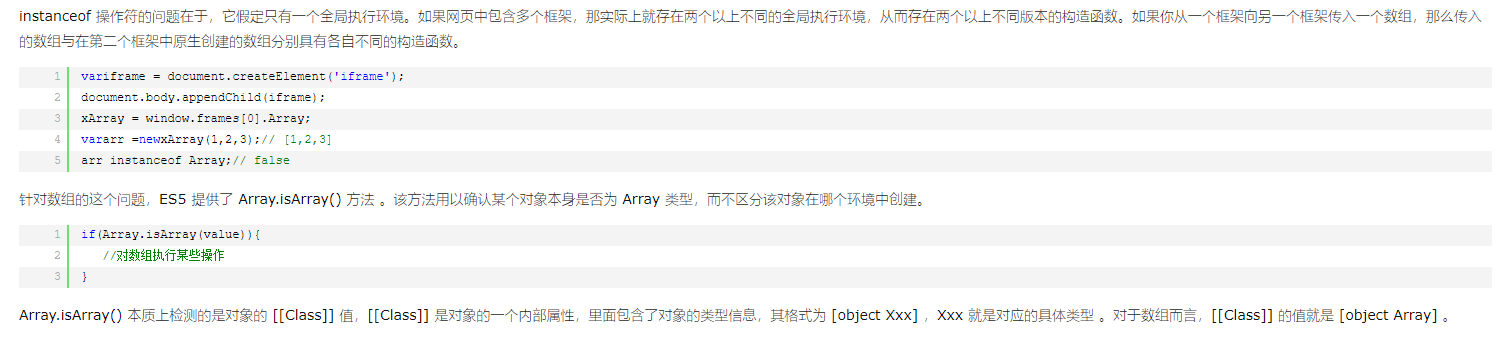 instanceof 操作符的问题在于，它假定只有一个全局执行环境。如果网页中包含多个框架，那实际上就存在两个以上不同的全局执行环境，从而存在两个以上不同版本的构造函数。如果你从一个框架向另一个框架传入一个数组，那么传入
的数组与在第二个框架中原生创建的数组分别具有各自不同的构造函数。
1 variframe = document.createElement('iframe');
2 document.body.appendChild(iframe);
3 xArray = window.frames[0].Array;
4 vararr =newxArray(1,2,3);// [1,2,3]
5 arr instanceof Array;// false
针对数组的这个问题，ES5 提供了 Array.isArray() 方法 。该方法用以确认某个对象本身是否为 Array 类型，而不区分该对象在哪个环境中创建。
1 if(Array.isArray(value)){
2 //对数组执行某些操作
3 }
Array.isArray() 本质上检测的是对象的 [[Class]] 值，[[Class]] 是对象的一个内部属性，里面包含了对象的类型信息，其格式为 [object Xxx] ，Xxx 就是对应的具体类型 。对于数组而言，[[Class]] 的值就是 [object Array] 。